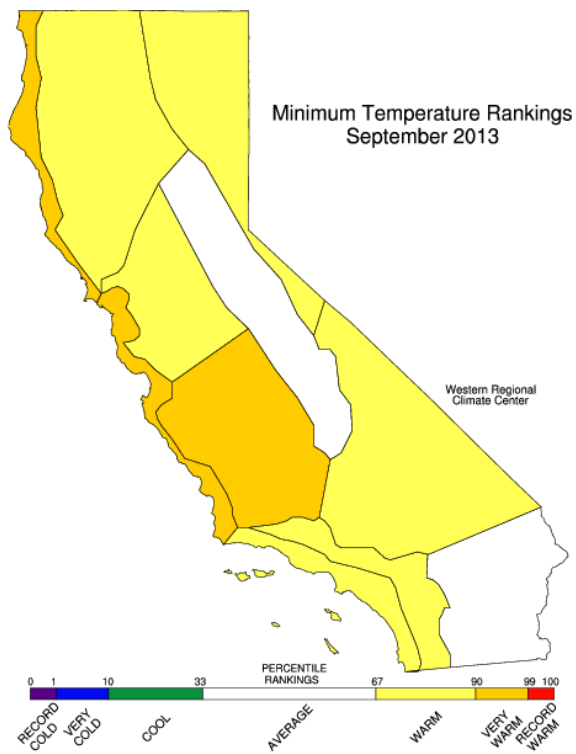 Minimum Temperature Rankings
September 2013
Western Regional
Climate Center
PERCENTILE
RANKINGS
0 1 10 33 67 90 99 100
RECORD
COLD
VERY
COLD
COOL
AVERAGE
WARM
VERY
WARM
RECORD
WARM